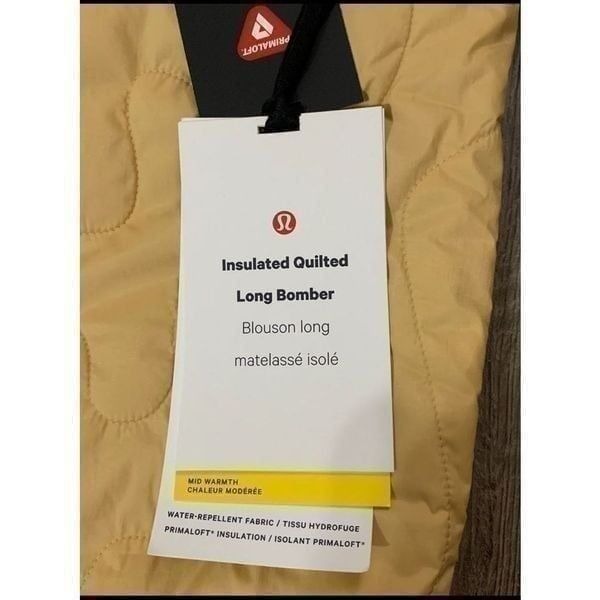 PRIMALOFT.
Insulated Quilted
Long Bomber
Blouson long
matelassé isolé
MID WARMTH
CHALEUR MODÉRÉE
WATER-REPELLENT FABRIC / TISSU HYDROFUGE
PRIMALOFT® INSULATION / ISOLANT PRIMALOFT®